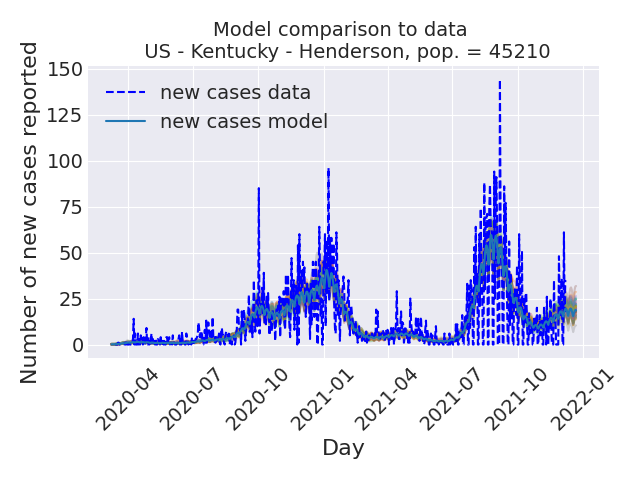 Model comparison to data
US - Kentucky - Henderson, pop. = 45210
Number of new cases reported
150
125
100
75
50
25
0
new cases data
new cases model
2020-04
2020-07
2020-10
2021-01
2021-04
2021-07
2021-10
2022-01
Day